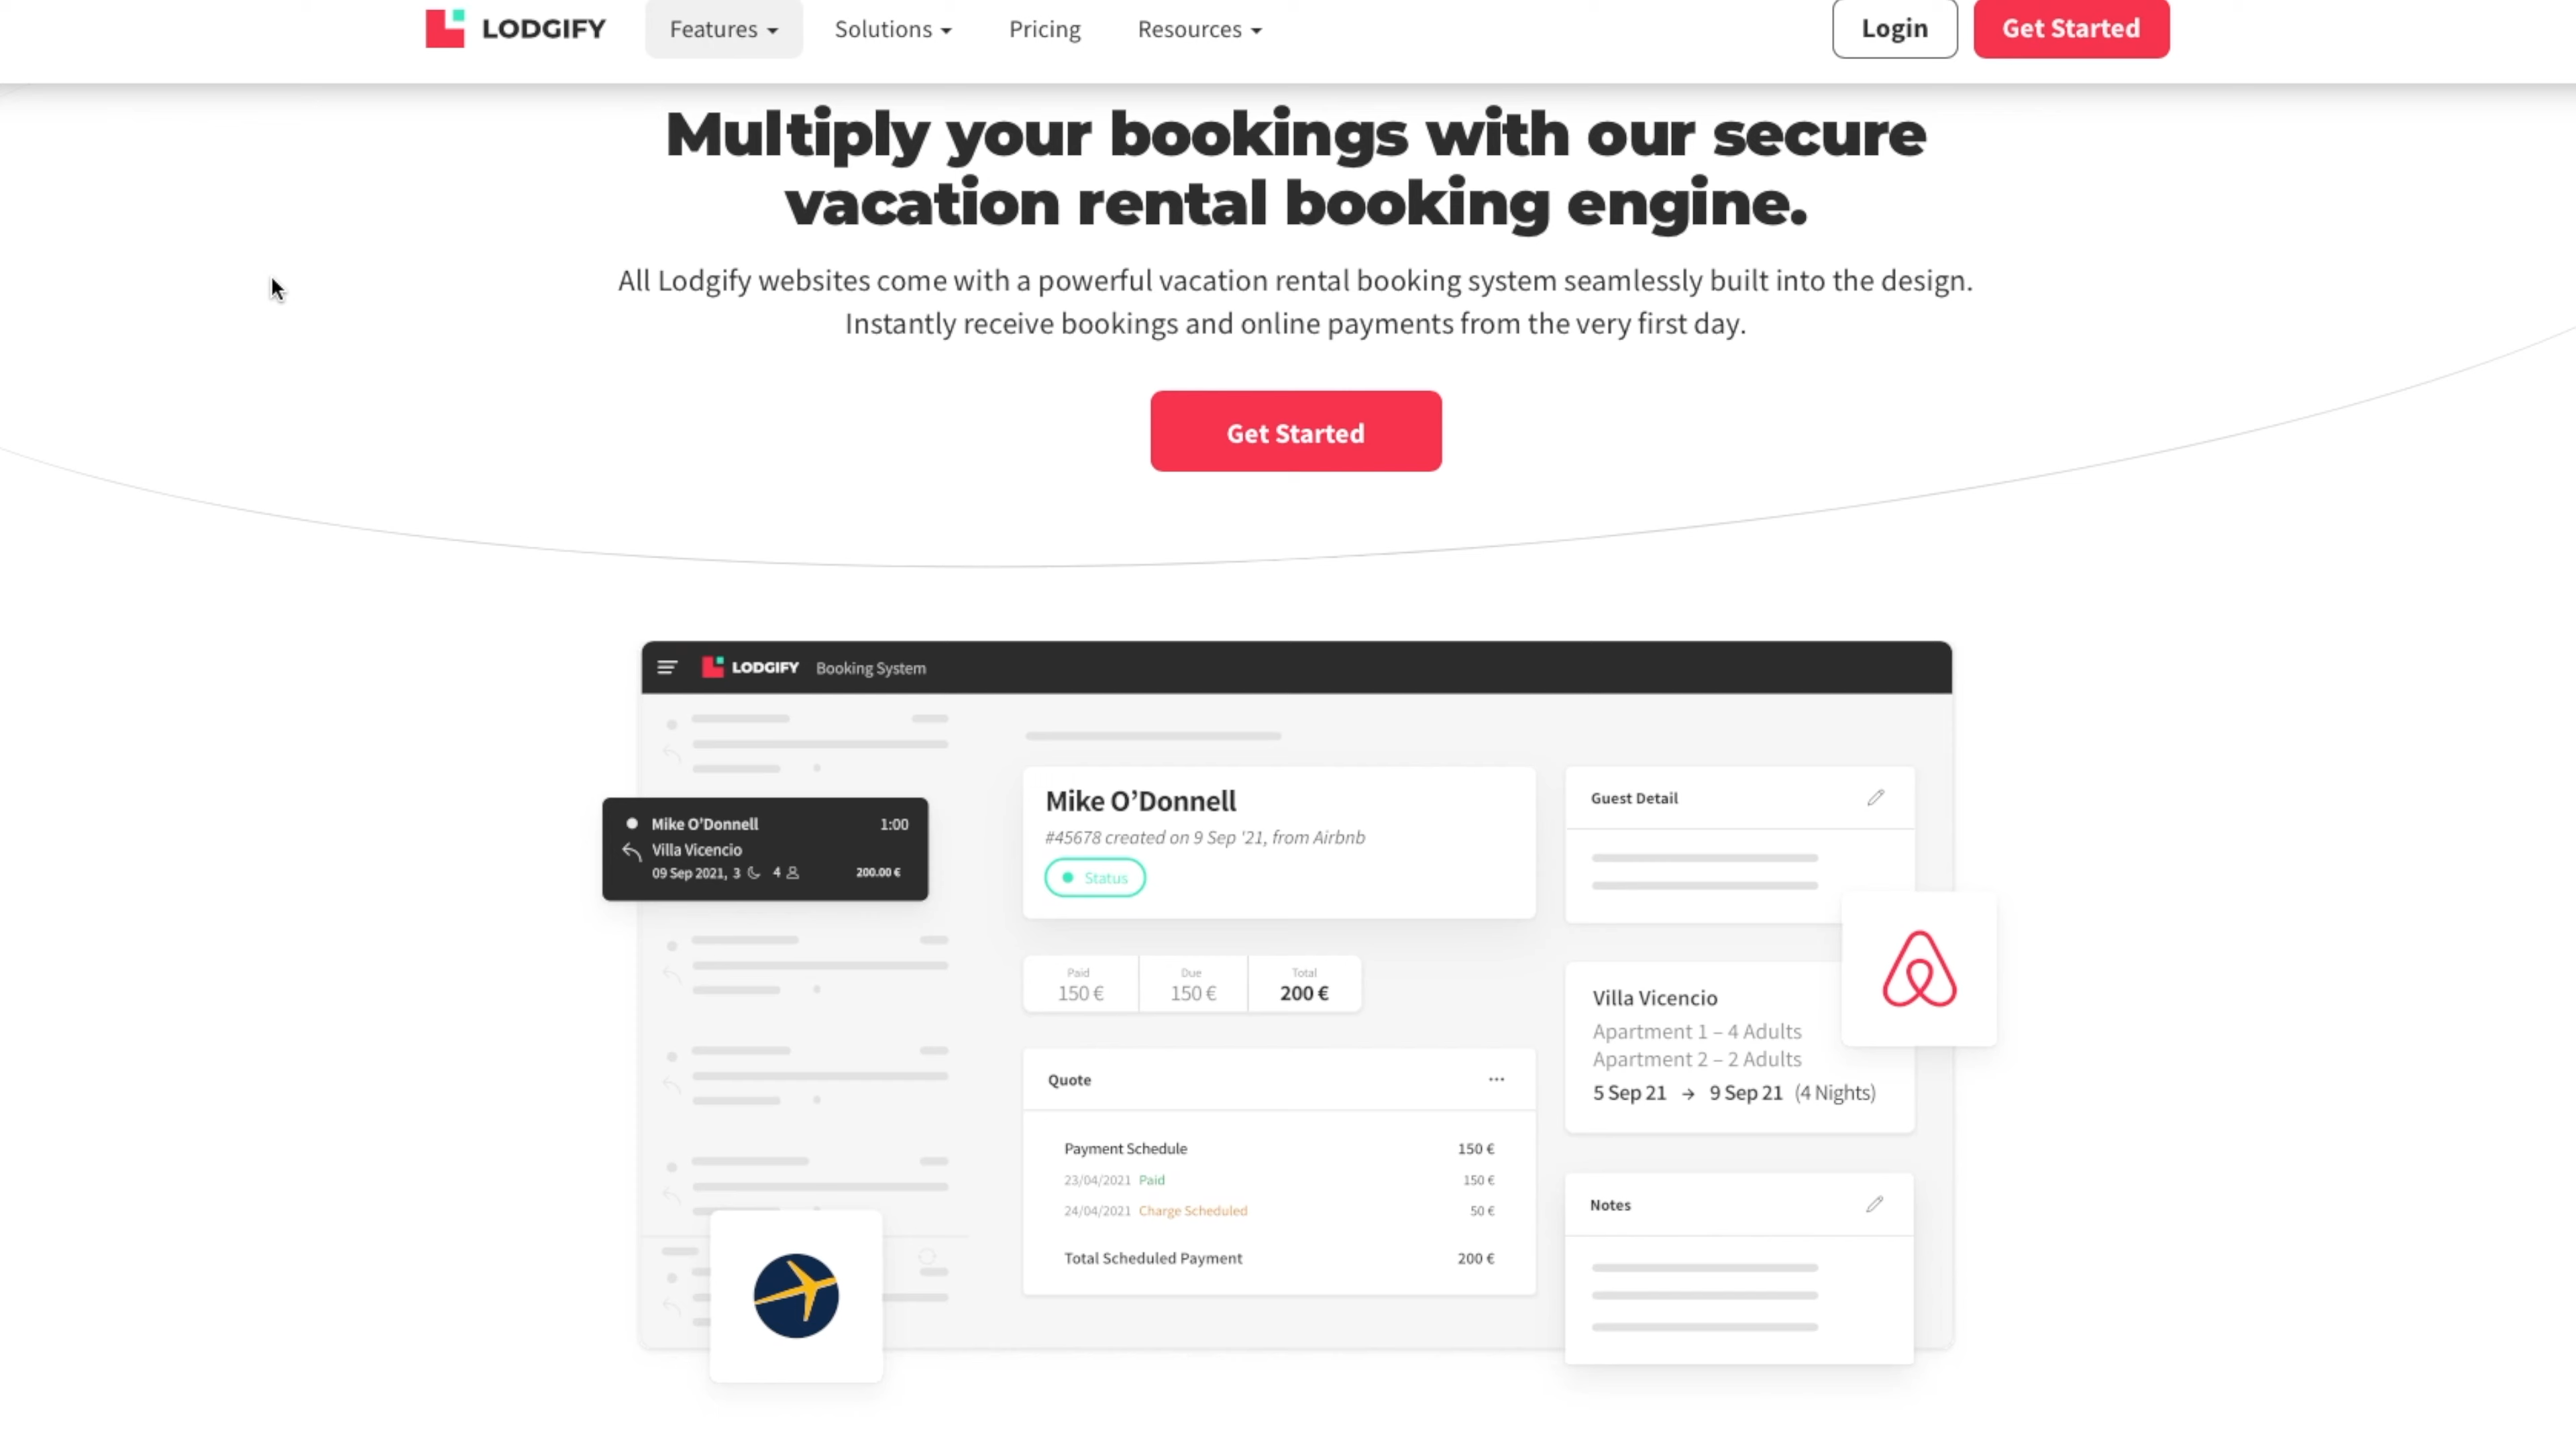 LODGIFY
Features
Solutions
Pricing
Resources
Login
Get Started
Multiply your bookings with our secure
vacation rental booking engine.
All Lodgify websites come with a powerful vacation rental booking system seamlessly built into the design.
Instantly receive bookings and online payments from the very first day.
Get Started
LODGIFY Booking System
Mike O’Donnell 1:00
Villa Vicencio
09 Sep 2021, 3 4 200.00 €
Mike O’Donnell
#45678 created on 9 Sep '21, from Airbnb
Status
Paid Due Total
150 € 150 € 200 €
Quote ...
Payment Schedule 150 €
23/04/2021 Paid 150 €
24/04/2021 Charge Scheduled 50 €
Total Scheduled Payment 200 €
Guest Detail
Villa Vicencio
Apartment 1 – 4 Adults
Apartment 2 – 2 Adults
5 Sep 21 → 9 Sep 21 (4 Nights)
Notes